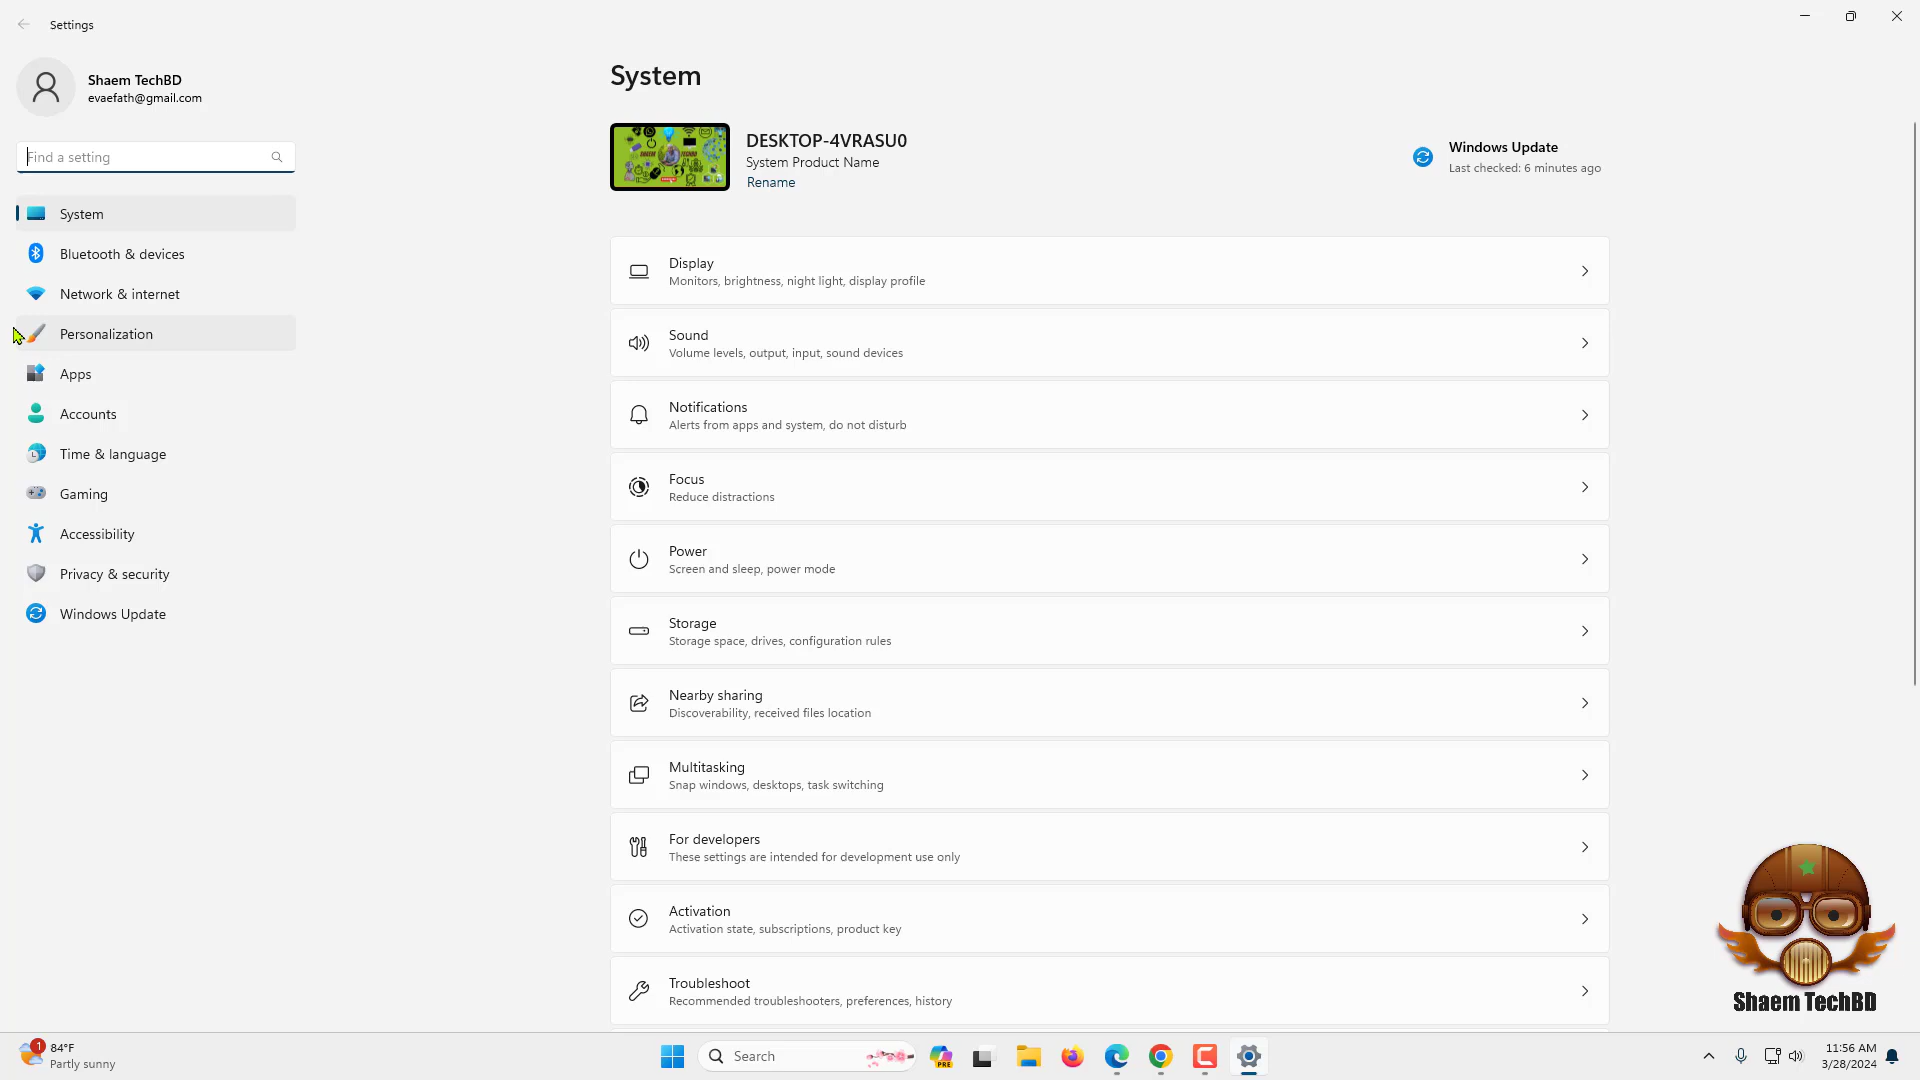 Settings
Shaem TechBD
evaefath@gmail.com
Find a setting
System
Bluetooth & devices
Network & internet
Personalization
Apps
Accounts
Time & language
Gaming
Accessibility
Privacy & security
Windows Update
System
DESKTOP-4VRASU0
System Product Name
Rename
Windows Update
Last checked: 6 minutes ago
Display
Monitors, brightness, night light, display profile
Sound
Volume levels, output, input, sound devices
Notifications
Alerts from apps and system, do not disturb
Focus
Reduce distractions
Power
Screen and sleep, power mode
Storage
Storage space, drives, configuration rules
Nearby sharing
Discoverability, received files location
Multitasking
Snap windows, desktops, task switching
For developers
These settings are intended for development use only
Activation
Activation state, subscriptions, product key
Troubleshoot
Recommended troubleshooters, preferences, history
Shaem TechBD
1
84°F
Partly sunny
Search
PRE
11:56 AM
3/28/2024